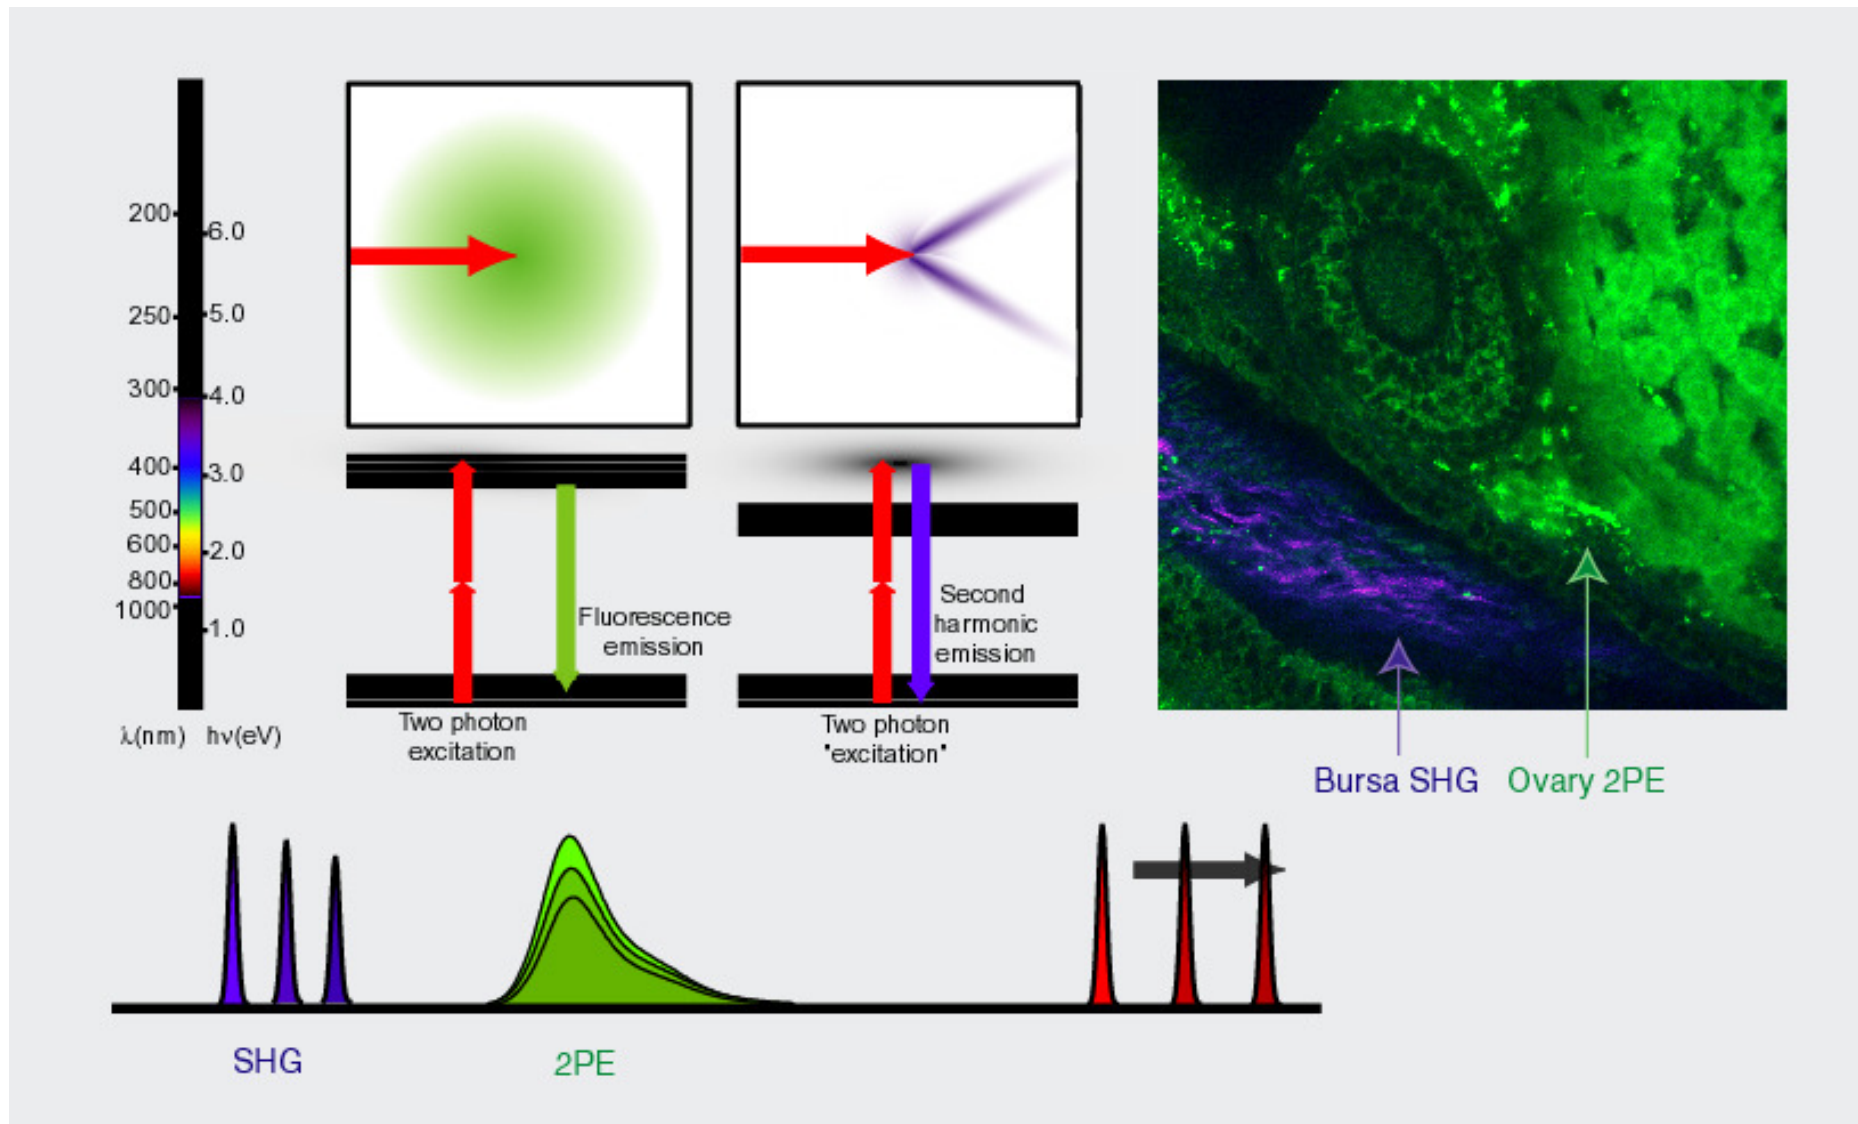 200
250
300
400
500
600
800
1000
6.0
5.0
4.0
3.0
2.0
1.0
λ(nm) hν(eV)
Fluorescence
emission
Two photon
excitation
Second
harmonic
emission
Two photon
"excitation"
Bursa SHG
Ovary 2PE
SHG
2PE